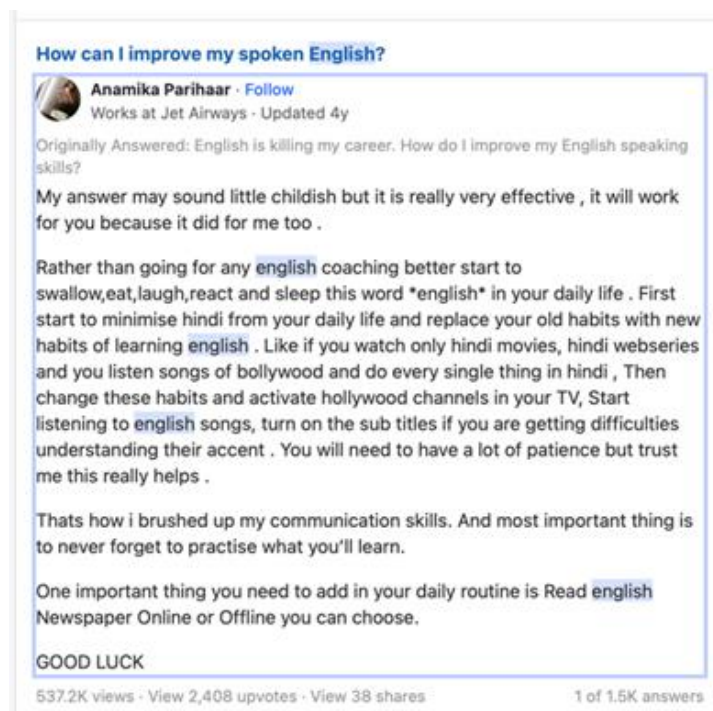 How can I improve my spoken English?
Anamika Parihaar · Follow
Works at Jet Airways · Updated 4y
Originally Answered: English is killing my career. How do I improve my English speaking
skills?
My answer may sound little childish but it is really very effective , it will work
for you because it did for me too .
Rather than going for any english coaching better start to
swallow,eat,laugh,react and sleep this word *english* in your daily life . First
start to minimise hindi from your daily life and replace your old habits with new
habits of learning english . Like if you watch only hindi movies, hindi webseries
and you listen songs of bollywood and do every single thing in hindi , Then
change these habits and activate hollywood channels in your TV, Start
listening to english songs, turn on the sub titles if you are getting difficulties
understanding their accent . You will need to have a lot of patience but trust
me this really helps .
Thats how i brushed up my communication skills. And most important thing is
to never forget to practise what you'll learn.
One important thing you need to add in your daily routine is Read english
Newspaper Online or Offline you can choose.
GOOD LUCK
537.2K views · View 2,408 upvotes · View 38 shares
1 of 1.5K answers